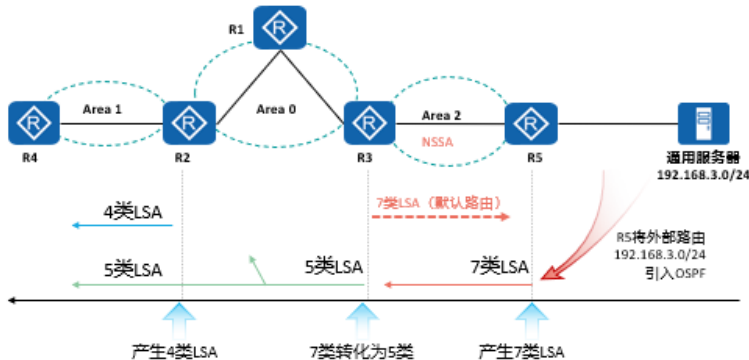 R1
Area 1
Area 0
Area 2
NSSA
R4
R2
R3
R5
通用服务器
192.168.3.0/24
4类LSA
7类LSA（默认路由）
R5将外部路由
192.168.3.0/24
引入OSPF
5类LSA
5类LSA
7类LSA
产生4类LSA
7类转化为5类
产生7类LSA